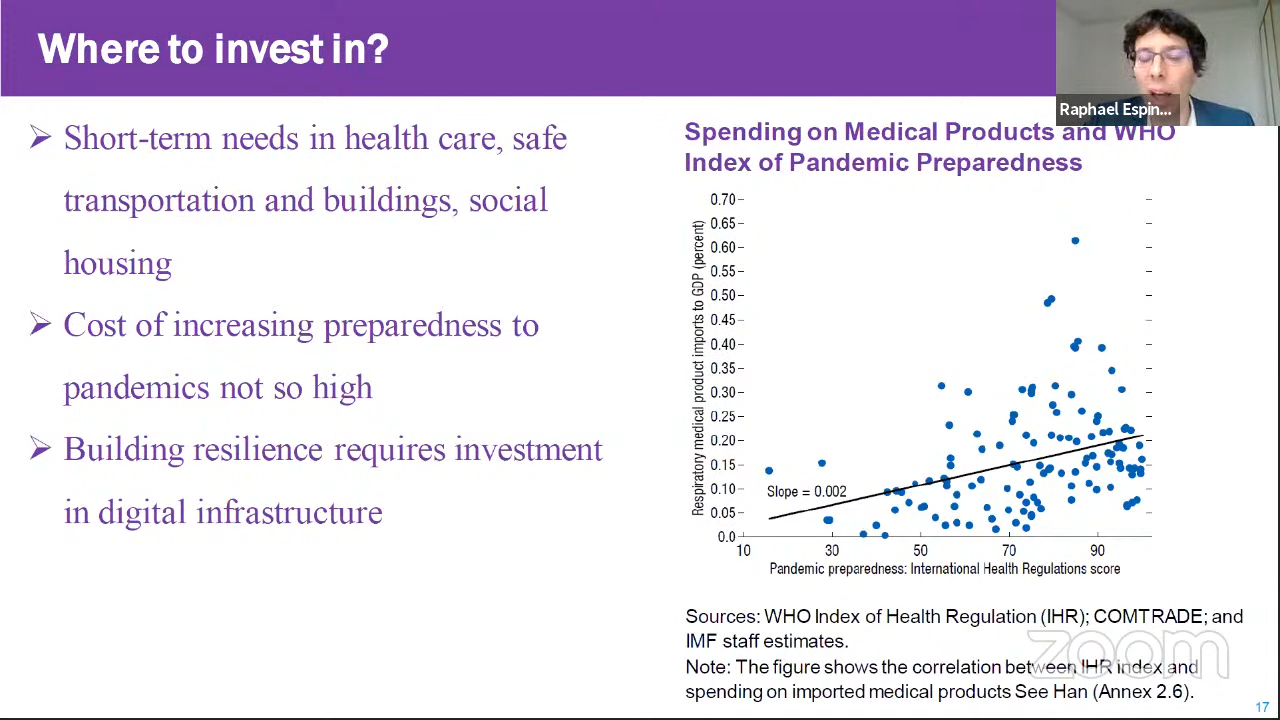 Where to invest in?
Raphael Espin...
➢ Short-term needs in health care, safe
transportation and buildings, social
housing
➢ Cost of increasing preparedness to
pandemics not so high
➢ Building resilience requires investment
in digital infrastructure
Spending on Medical Products and WHO
Index of Pandemic Preparedness
Respiratory medical product imports to GDP (percent)
0.70
0.65
0.60
0.55
0.50
0.45
0.40
0.35
0.30
0.25
0.20
0.15
0.10
0.05
0.0
Slope = 0.002
10 30 50 70 90
Pandemic preparedness: International Health Regulations score
Sources: WHO Index of Health Regulation (IHR); COMTRADE; and
IMF staff estimates.
Note: The figure shows the correlation between IHR index and
spending on imported medical products See Han (Annex 2.6).
zoom
17